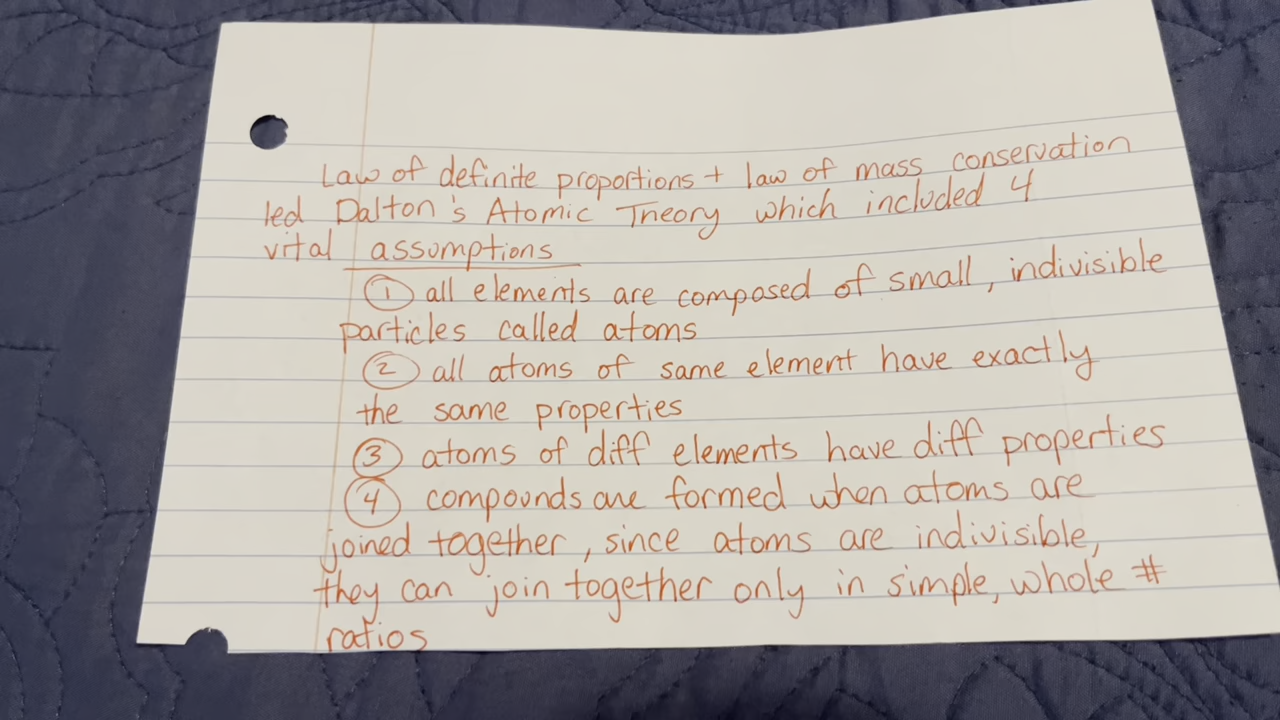 Law of definite proportions + law of mass conservation
led Dalton's Atomic Theory which included 4
vital assumptions
① all elements are composed of small, indivisible
particles called atoms
② all atoms of same element have exactly
the same properties
③ atoms of diff elements have diff properties
④ compounds are formed when atoms are
joined together, since atoms are indivisible,
they can join together only in simple, whole #
ratios